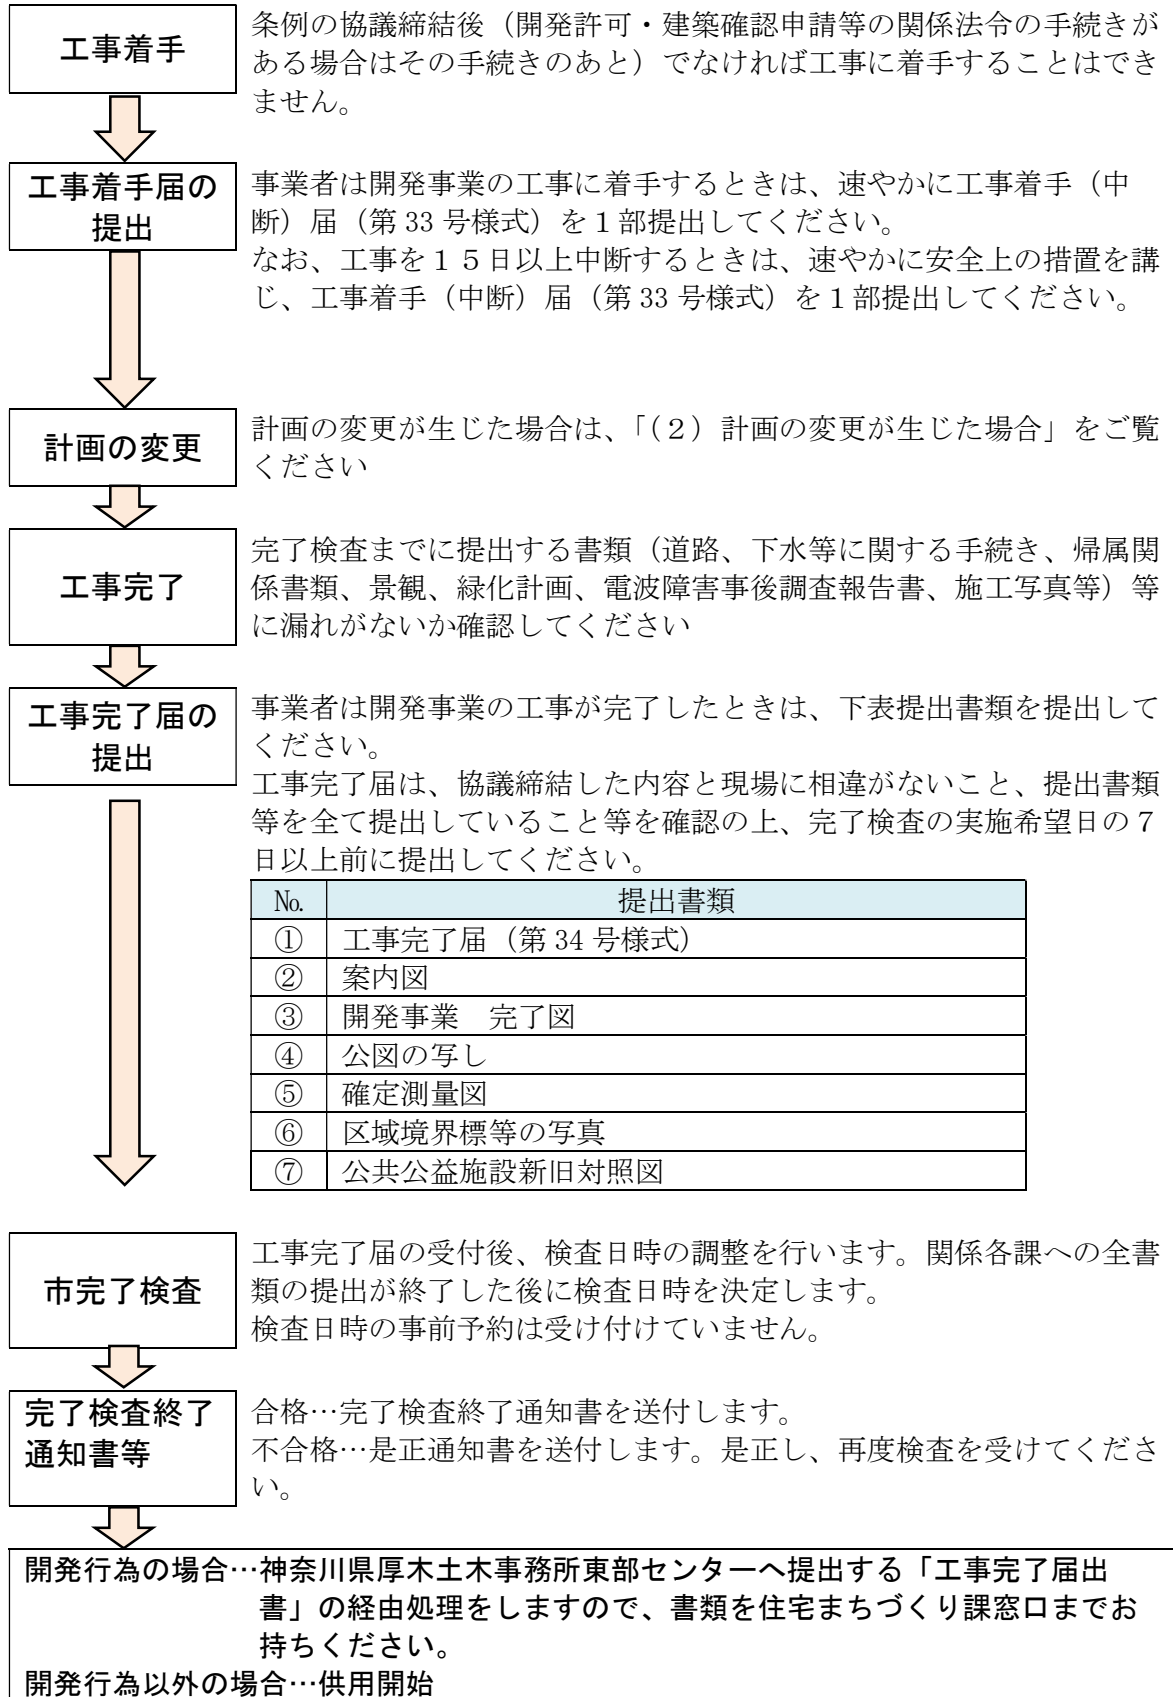 工事着手
条例の協議締結後（開発許可・建築確認申請等の関係法令の手続きが
ある場合はその手続きのあと）でなければ工事に着手することはでき
ません。
工事着手届の
提出
事業者は開発事業の工事に着手するときは、速やかに工事着手（中
断）届（第 33 号様式）を１部提出してください。
なお、工事を１５日以上中断するときは、速やかに安全上の措置を講
じ、工事着手（中断）届（第 33 号様式）を１部提出してください。
計画の変更
計画の変更が生じた場合は、「（２）計画の変更が生じた場合」をご覧
ください
工事完了
完了検査までに提出する書類（道路、下水等に関する手続き、帰属関
係書類、景観、緑化計画、電波障害事後調査報告書、施工写真等）等
に漏れがないか確認してください
工事完了届の
提出
事業者は開発事業の工事が完了したときは、下表提出書類を提出して
ください。
工事完了届は、協議締結した内容と現場に相違がないこと、提出書類
等を全て提出していること等を確認の上、完了検査の実施希望日の７
日以上前に提出してください。
№ 提出書類
① 工事完了届（第 34 号様式）
② 案内図
③ 開発事業　完了図
④ 公図の写し
⑤ 確定測量図
⑥ 区域境界標等の写真
⑦ 公共公益施設新旧対照図
市完了検査
工事完了届の受付後、検査日時の調整を行います。関係各課への全書
類の提出が終了した後に検査日時を決定します。
検査日時の事前予約は受け付けていません。
完了検査終了
通知書等
合格…完了検査終了通知書を送付します。
不合格…是正通知書を送付します。是正し、再度検査を受けてくださ
い。
開発行為の場合…神奈川県厚木土木事務所東部センターへ提出する「工事完了届出
書」の経由処理をしますので、書類を住宅まちづくり課窓口までお
持ちください。
開発行為以外の場合…供用開始